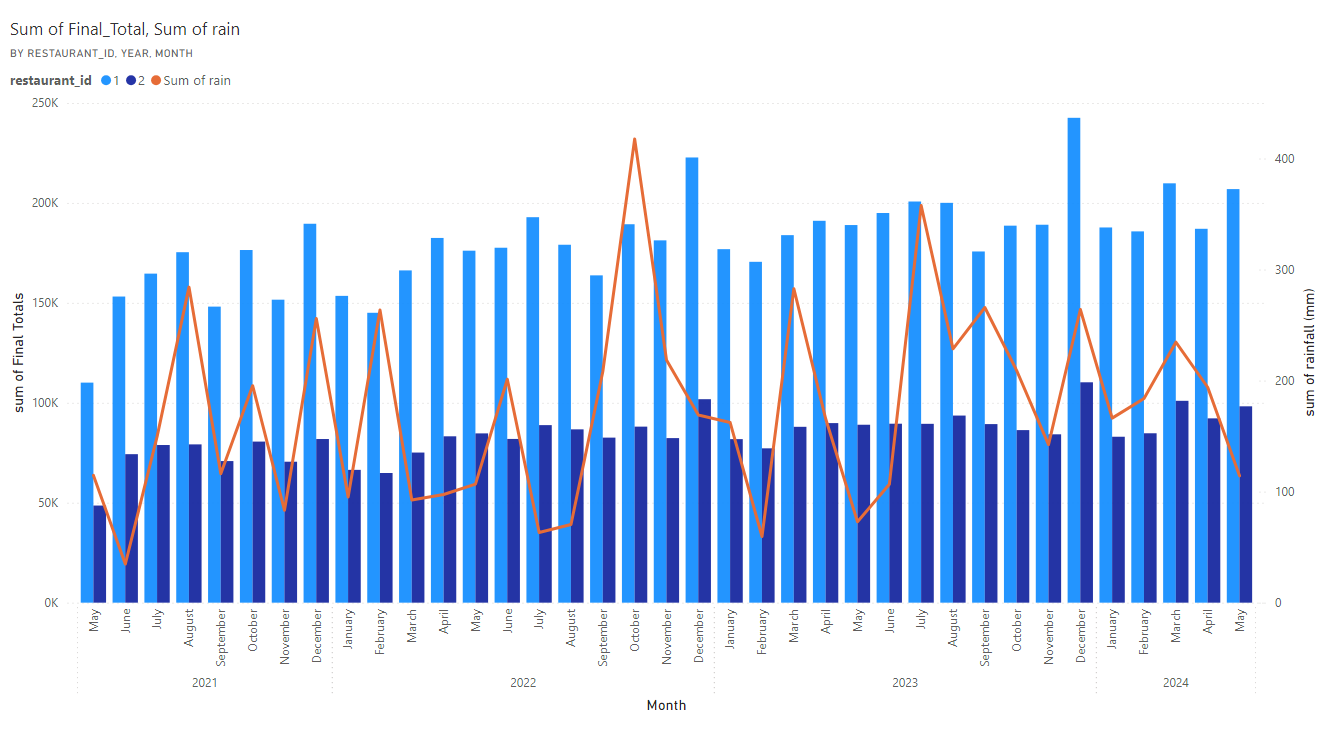 Sum of Final_Total, Sum of rain
BY RESTAURANT_ID, YEAR, MONTH
restaurant_id 1 2 Sum of rain
250K
200K
150K
100K
50K
0K
sum of Final Totals
400
300
200
100
0
sum of rainfall (mm)
May June July August September October November December January February March April May June July August September October November December January February March April May June July August September October November December January February March April May
2021 2022 2023 2024
Month